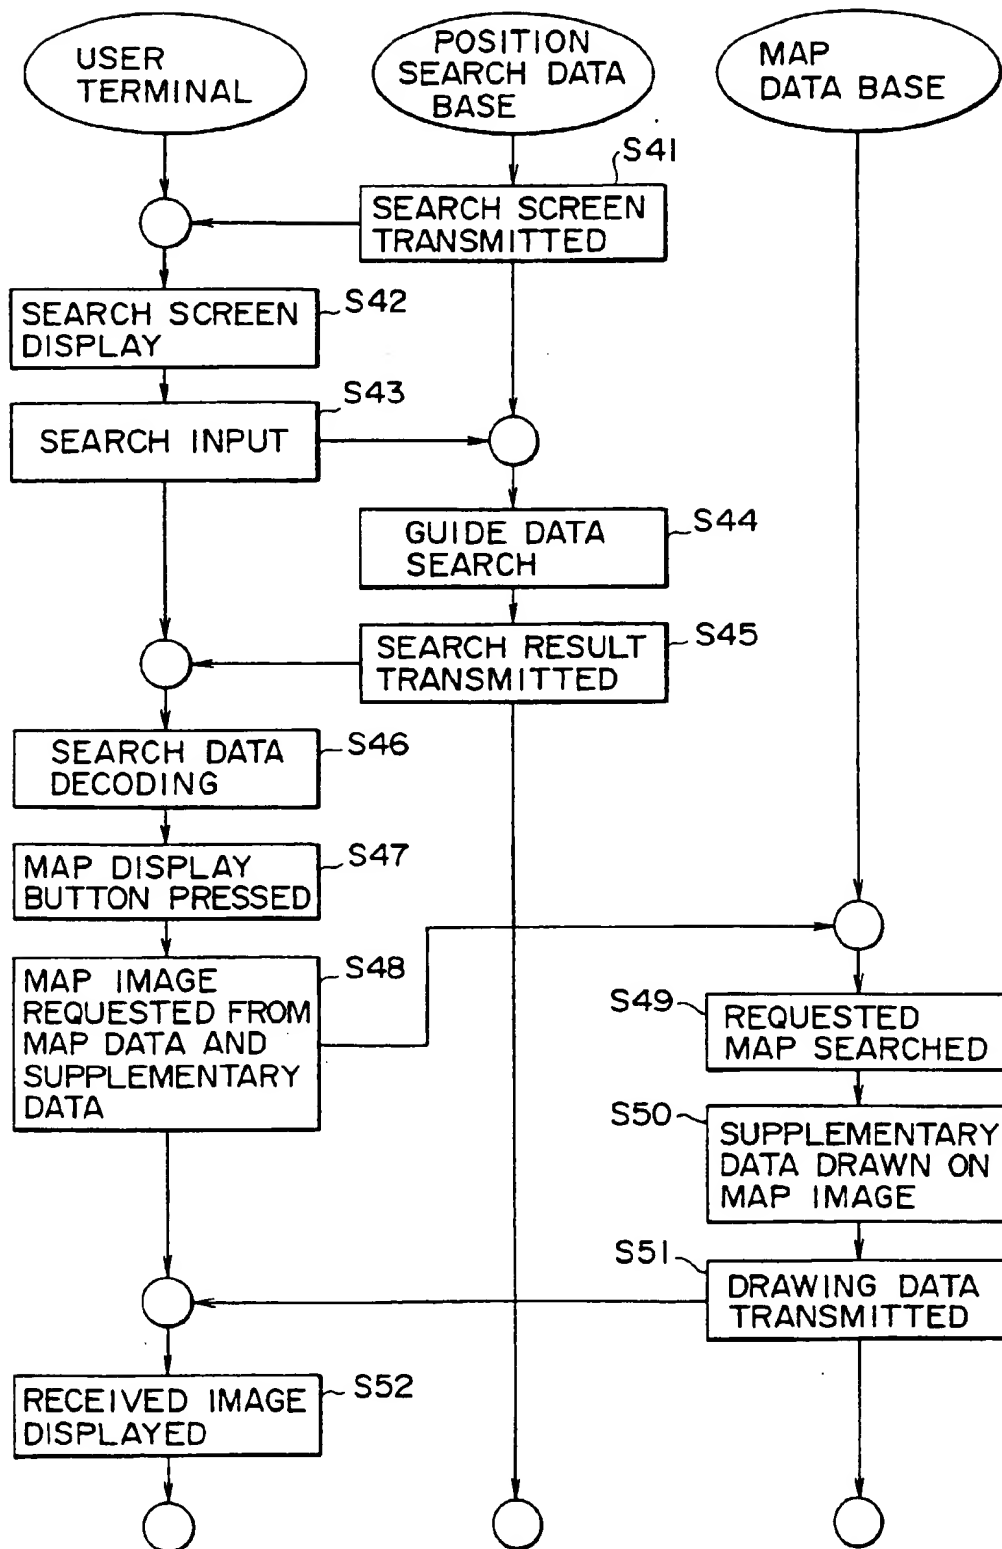 USER
TERMINAL
POSITION
SEARCH DATA
BASE
MAP
DATA BASE
S41
SEARCH SCREEN
TRANSMITTED
S42
SEARCH SCREEN
DISPLAY
S43
SEARCH INPUT
S44
GUIDE DATA
SEARCH
S45
SEARCH RESULT
TRANSMITTED
S46
SEARCH DATA
DECODING
S47
MAP DISPLAY
BUTTON PRESSED
S48
MAP IMAGE
REQUESTED FROM
MAP DATA AND
SUPPLEMENTARY
DATA
S49
REQUESTED
MAP SEARCHED
S50
SUPPLEMENTARY
DATA DRAWN ON
MAP IMAGE
S51
DRAWING DATA
TRANSMITTED
S52
RECEIVED IMAGE
DISPLAYED